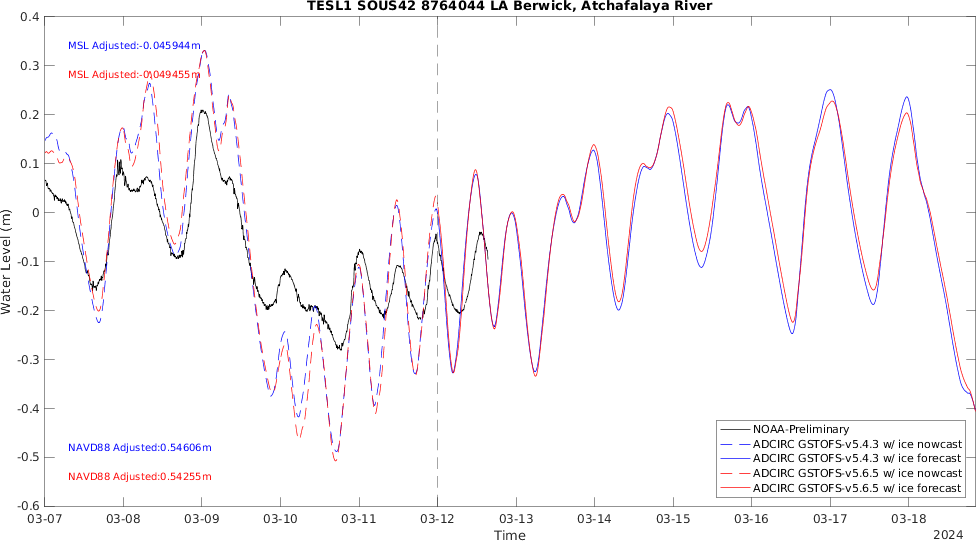 TESL1 SOUS42 8764044 LA Berwick, Atchafalaya River
0.4
0.3
0.2
0.1
0
-0.1
-0.2
-0.3
-0.4
-0.5
-0.6
Water Level (m)
MSL Adjusted:-0.045944m
MSL Adjusted:-0.049455m
NAVD88 Adjusted:0.54606m
NAVD88 Adjusted:0.54255m
NOAA-Preliminary
ADCIRC GSTOFS-v5.4.3 w/ ice nowcast
ADCIRC GSTOFS-v5.4.3 w/ ice forecast
ADCIRC GSTOFS-v5.6.5 w/ ice nowcast
ADCIRC GSTOFS-v5.6.5 w/ ice forecast
03-07 03-08 03-09 03-10 03-11 03-12 03-13 03-14 03-15 03-16 03-17 03-18
Time
2024